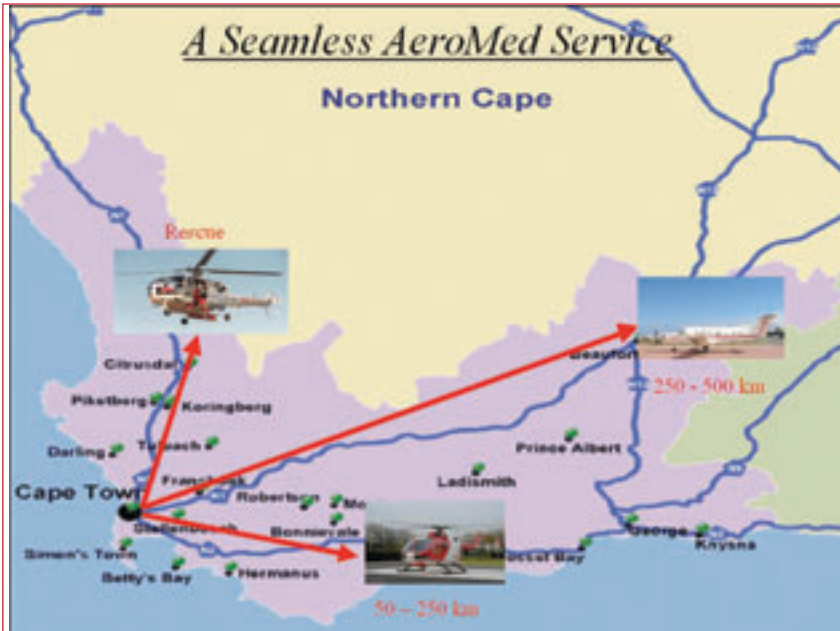 A Seamless AeroMed Service
Northern Cape
Rescue
Citrusdal
Beaufort
250 - 500 km
Piketberg
Koringberg
Darling
Tulbagh
Prince Albert
Ladismith
Cape Town
Robertson
Stellenbosch
Bonnievale
George
Knysna
Simon's Town
Mossel Bay
Betty's Bay
Hermanus
50 – 250 km